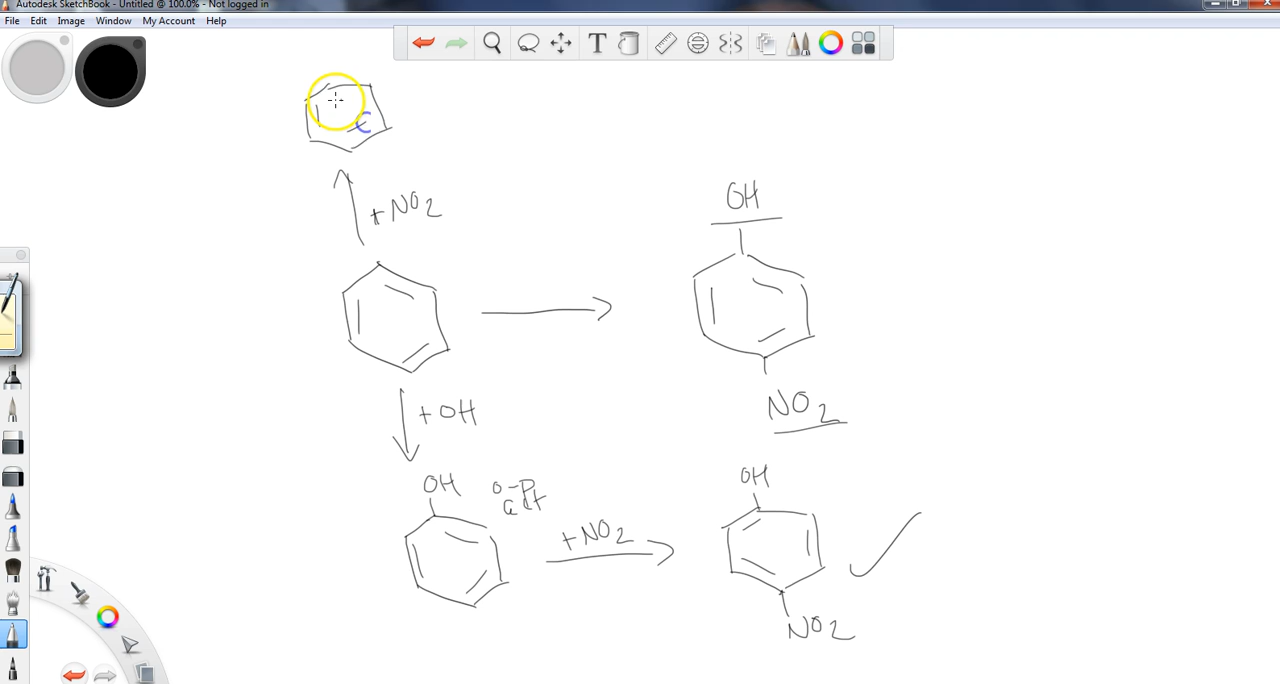 Autodesk SketchBook - Untitled @ 100.0% - Not logged in
File Edit Image Window My Account Help
T
+NO2
OH
NO2
+OH
OH
+NO2
OH
NO2